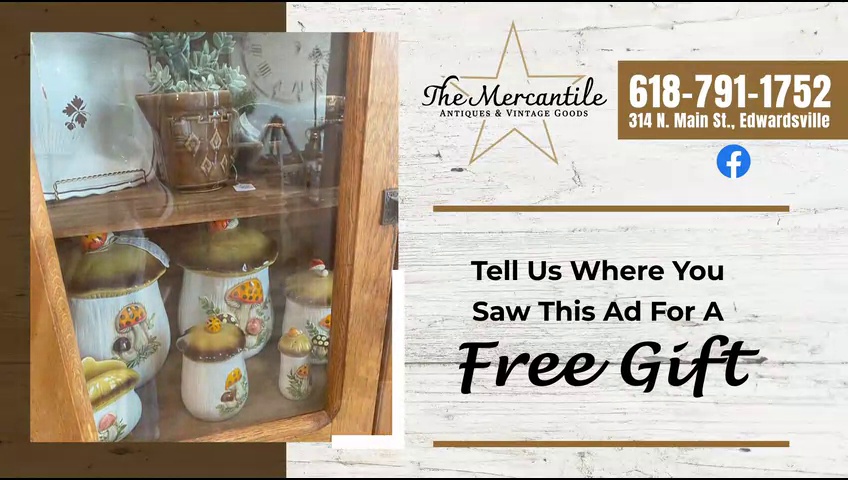 The Mercantile
ANTIQUES & VINTAGE GOODS
618-791-1752
314 N. Main St., Edwardsville
Tell Us Where You
Saw This Ad For A
Free Gift